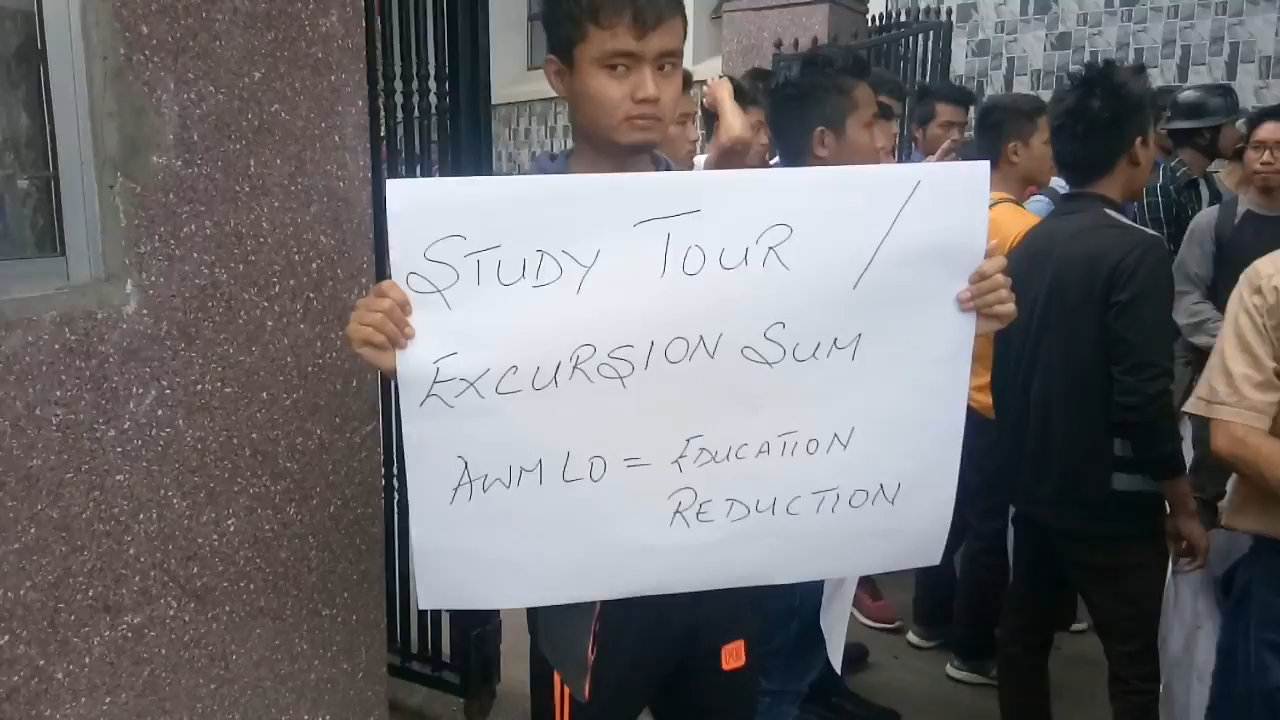 STUDY TOUR /
EXCURSION SUM
AWM LO = EDUCATION
REDUCTION